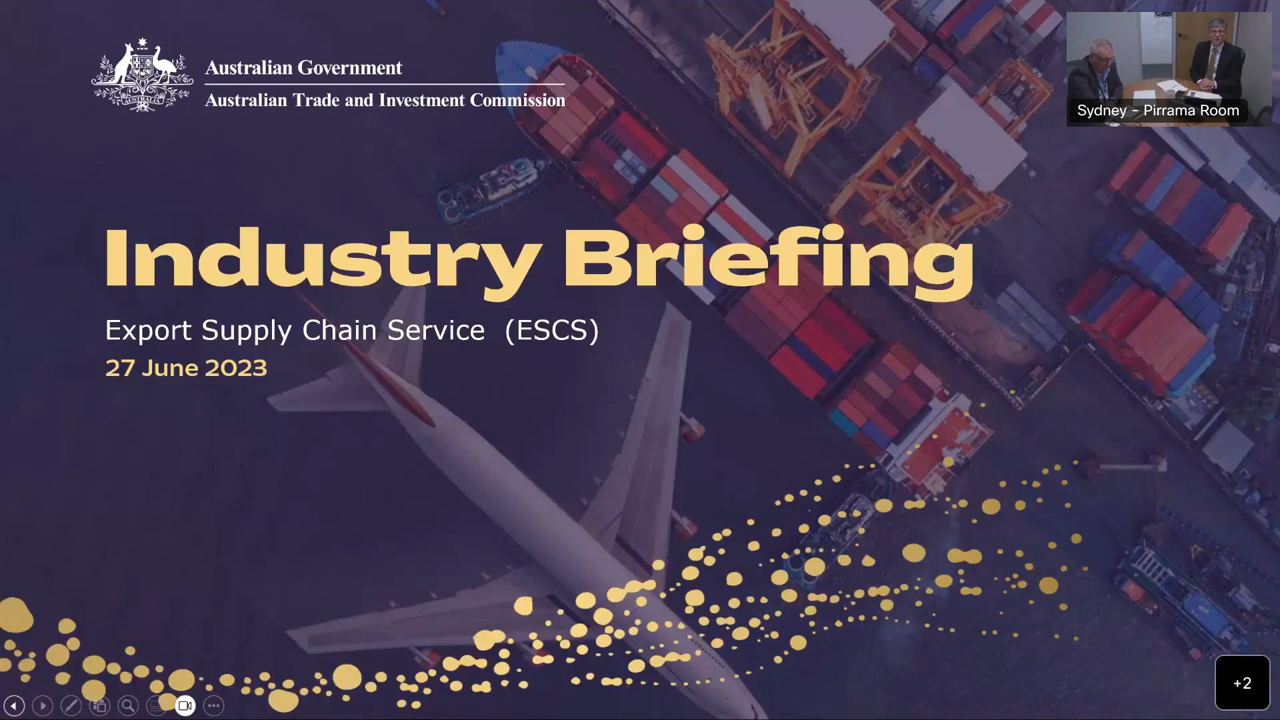 Australian Government
Australian Trade and Investment Commission
Sydney - Pirrama Room
Industry Briefing
Export Supply Chain Service (ESCS)
27 June 2023
+2